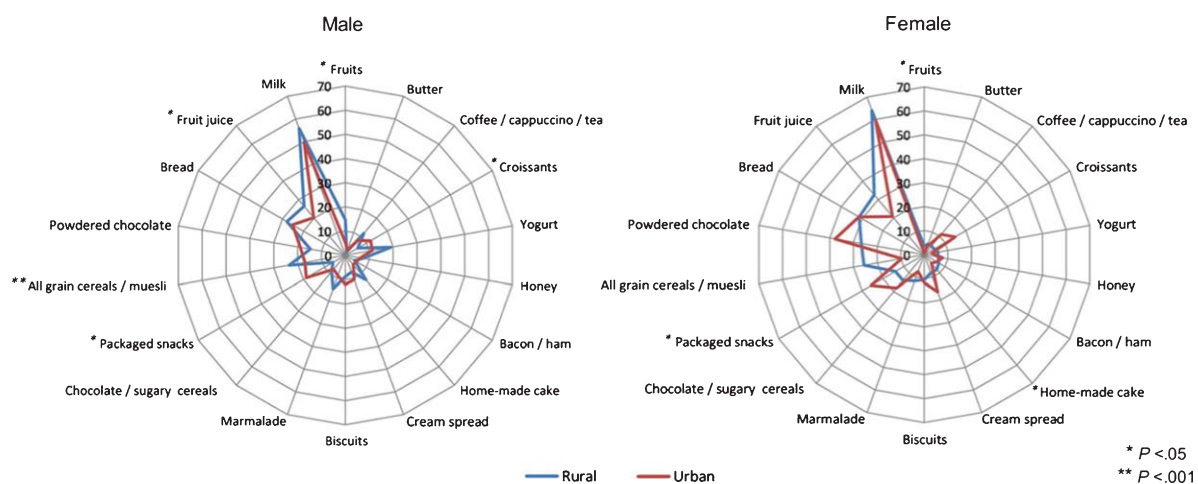 Male
* Fruits
Butter
Coffee / cappuccino / tea
* Croissants
Yogurt
Honey
Bacon / ham
Home-made cake
Cream spread
Biscuits
Marmalade
Chocolate / sugary cereals
* Packaged snacks
** All grain cereals / muesli
Powdered chocolate
Bread
* Fruit juice
Milk
70
60
50
40
30
20
10
0
Female
* Fruits
Butter
Coffee / cappuccino / tea
Croissants
Yogurt
Honey
Bacon / ham
* Home-made cake
Cream spread
Biscuits
Marmalade
Chocolate / sugary cereals
* Packaged snacks
All grain cereals / muesli
Powdered chocolate
Bread
Fruit juice
Milk
70
60
50
40
30
20
10
0
Rural
Urban
* P <.05
** P <.001